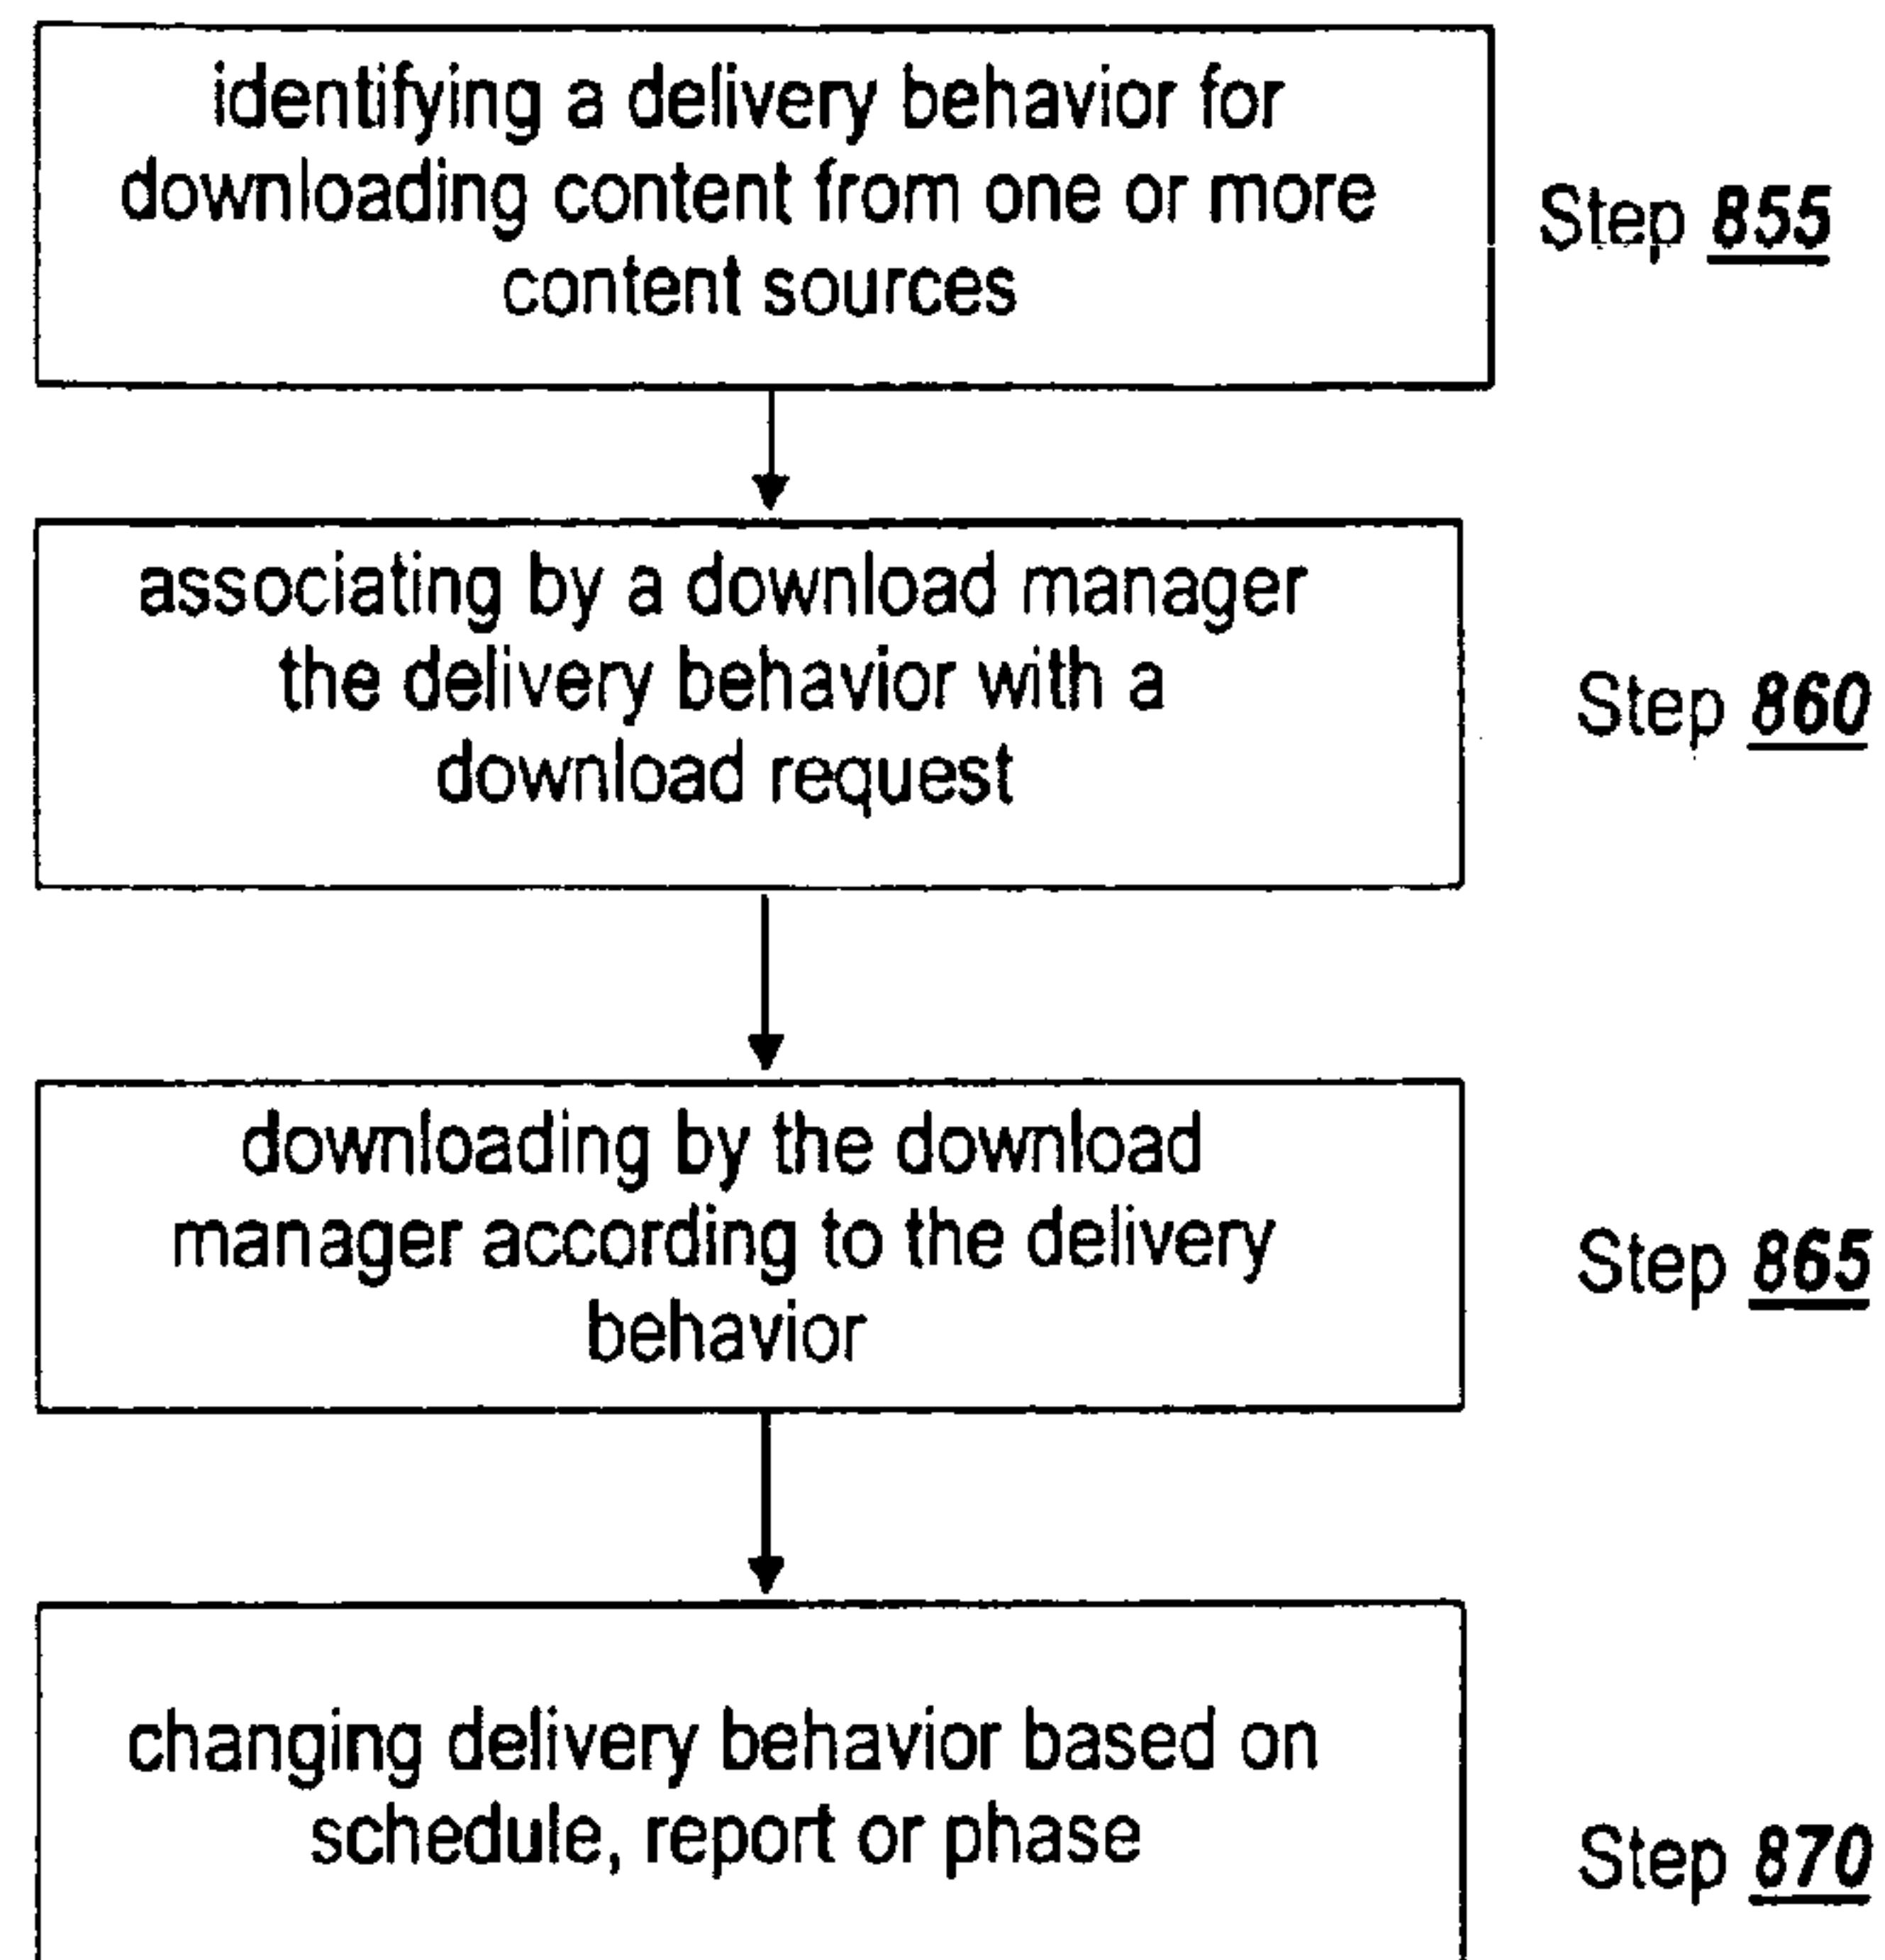 identifying a delivery behavior for
downloading content from one or more
content sources
Step 855
associating by a download manager
the delivery behavior with a
download request
Step 860
downloading by the download
manager according to the delivery
behavior
Step 865
changing delivery behavior based on
schedule, report or phase
Step 870